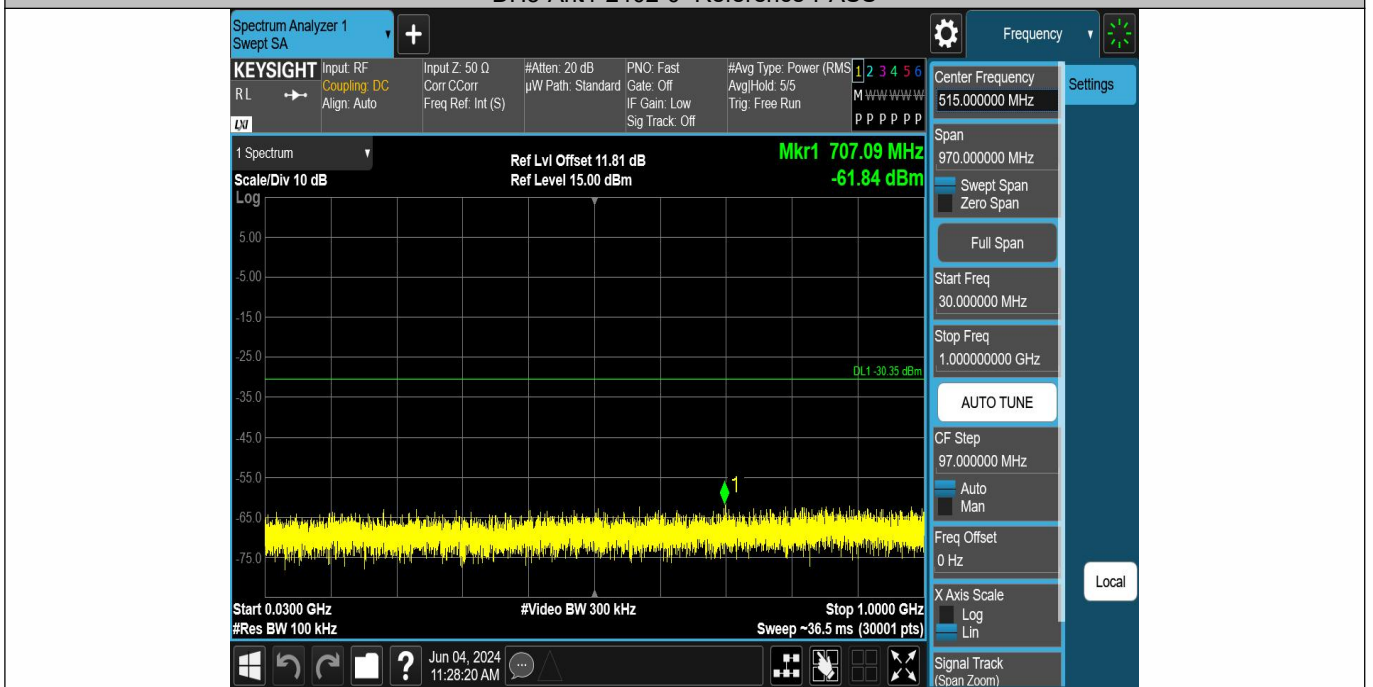 Spectrum Analyzer 1
Swept SA
Frequency
KEYSIGHT
RL
LXI
Input: RF
Coupling: DC
Align: Auto
Input Z: 50 Ω
Corr CCorr
Freq Ref: Int (S)
#Atten: 20 dB
µW Path: Standard
PNO: Fast
Gate: Off
IF Gain: Low
Sig Track: Off
#Avg Type: Power (RMS
Avg|Hold: 5/5
Trig: Free Run
1 2 3 4 5 6
M W W W W W
P P P P P P
Center Frequency
515.000000 MHz
Settings
1 Spectrum
Scale/Div 10 dB
Ref Lvl Offset 11.81 dB
Ref Level 15.00 dBm
Mkr1 707.09 MHz
-61.84 dBm
Span
970.000000 MHz
Swept Span
Zero Span
Full Span
Log
5.00
-5.00
-15.0
-25.0
-35.0
-45.0
-55.0
-65.0
-75.0
DL1 -30.35 dBm
1
Start Freq
30.000000 MHz
Stop Freq
1.000000000 GHz
AUTO TUNE
CF Step
97.000000 MHz
Auto
Man
Freq Offset
0 Hz
Local
X Axis Scale
Log
Lin
Start 0.0300 GHz
#Res BW 100 kHz
#Video BW 300 kHz
Stop 1.0000 GHz
Sweep ~36.5 ms (30001 pts)
?
Jun 04, 2024
11:28:20 AM
Signal Track
(Span Zoom)